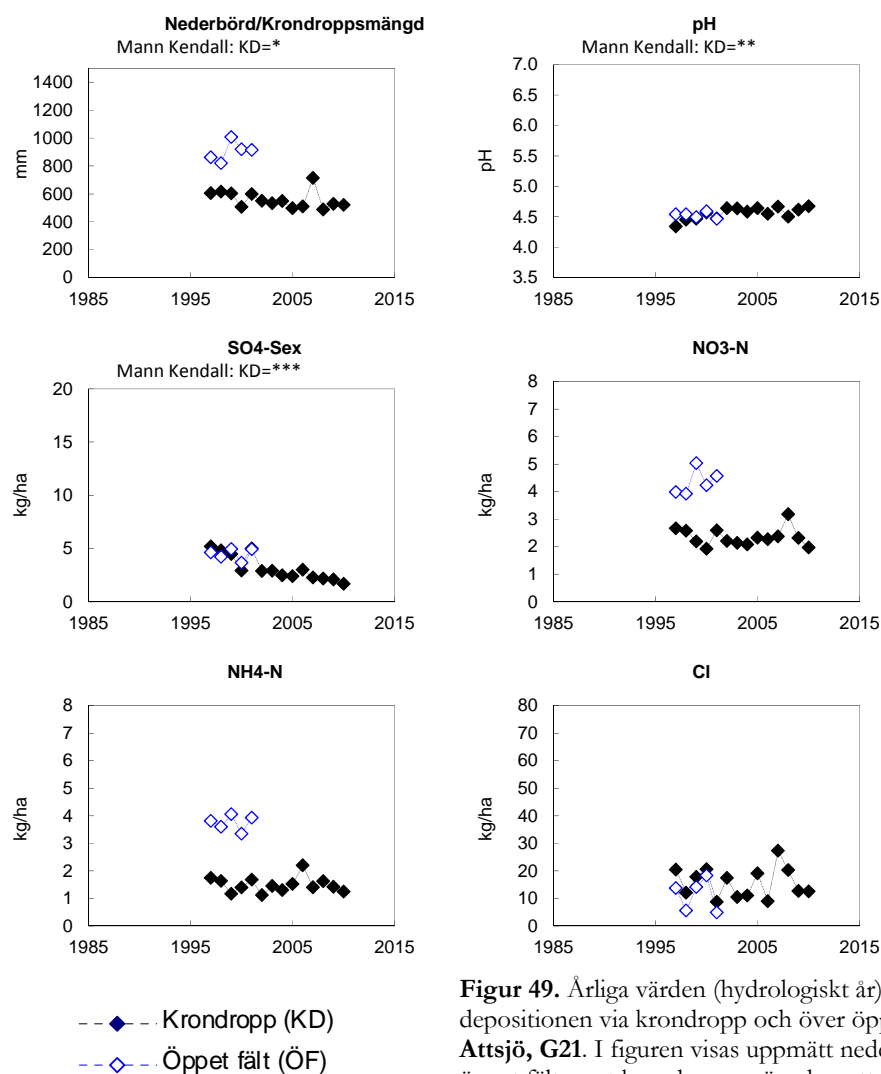 Nederbörd/Krondroppsmängd
Mann Kendall: KD=*
1400
1200
1000
800
600
400
200
0
mm
1985 1995 2005 2015
pH
Mann Kendall: KD=**
7.0
6.5
6.0
5.5
5.0
4.5
4.0
3.5
pH
1985 1995 2005 2015
SO4-Sex
Mann Kendall: KD=***
20
15
10
5
0
kg/ha
1985 1995 2005 2015
NO3-N
8
7
6
5
4
3
2
1
0
kg/ha
1985 1995 2005 2015
NH4-N
8
7
6
5
4
3
2
1
0
kg/ha
1985 1995 2005 2015
Cl
80
70
60
50
40
30
20
10
0
kg/ha
1985 1995 2005 2015
Krondropp (KD)
Öppet fält (ÖF)
Figur 49. Årliga värden (hydrologiskt år)
depositionen via krondropp och över öpp
Attsjö, G21. I figuren visas uppmätt nede